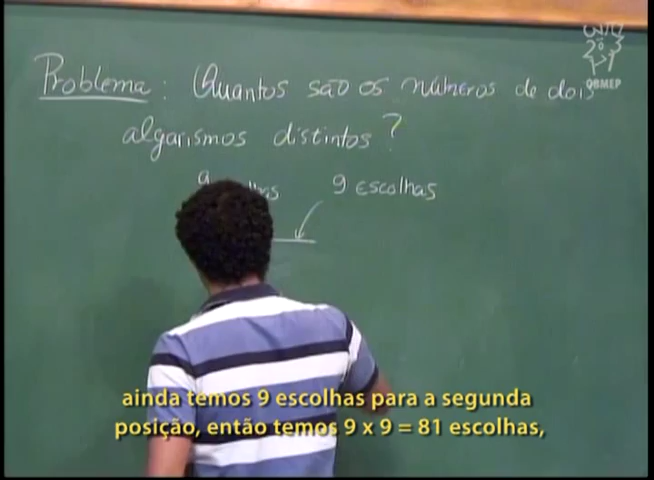 Problema: Quantos são os números de dois
algarismos distintos?
9 9 escolhas
OBMEP
ainda temos 9 escolhas para a segunda
posição, então temos 9 x 9 = 81 escolhas,